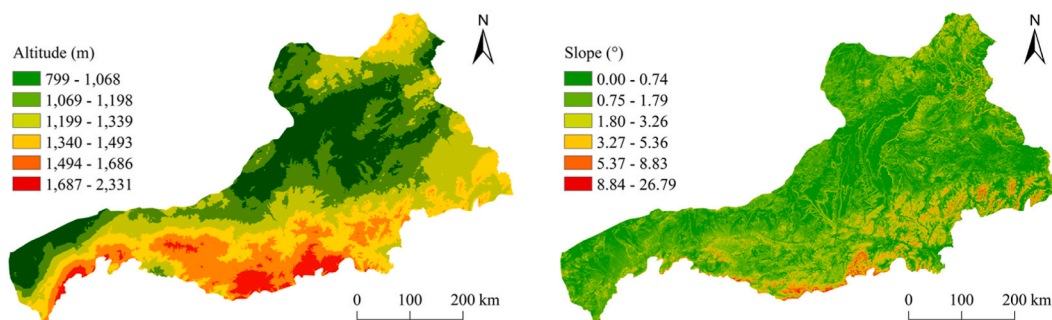 N
Altitude (m)
799 - 1,068
1,069 - 1,198
1,199 - 1,339
1,340 - 1,493
1,494 - 1,686
1,687 - 2,331
0 100 200 km
N
Slope (°)
0.00 - 0.74
0.75 - 1.79
1.80 - 3.26
3.27 - 5.36
5.37 - 8.83
8.84 - 26.79
0 100 200 km